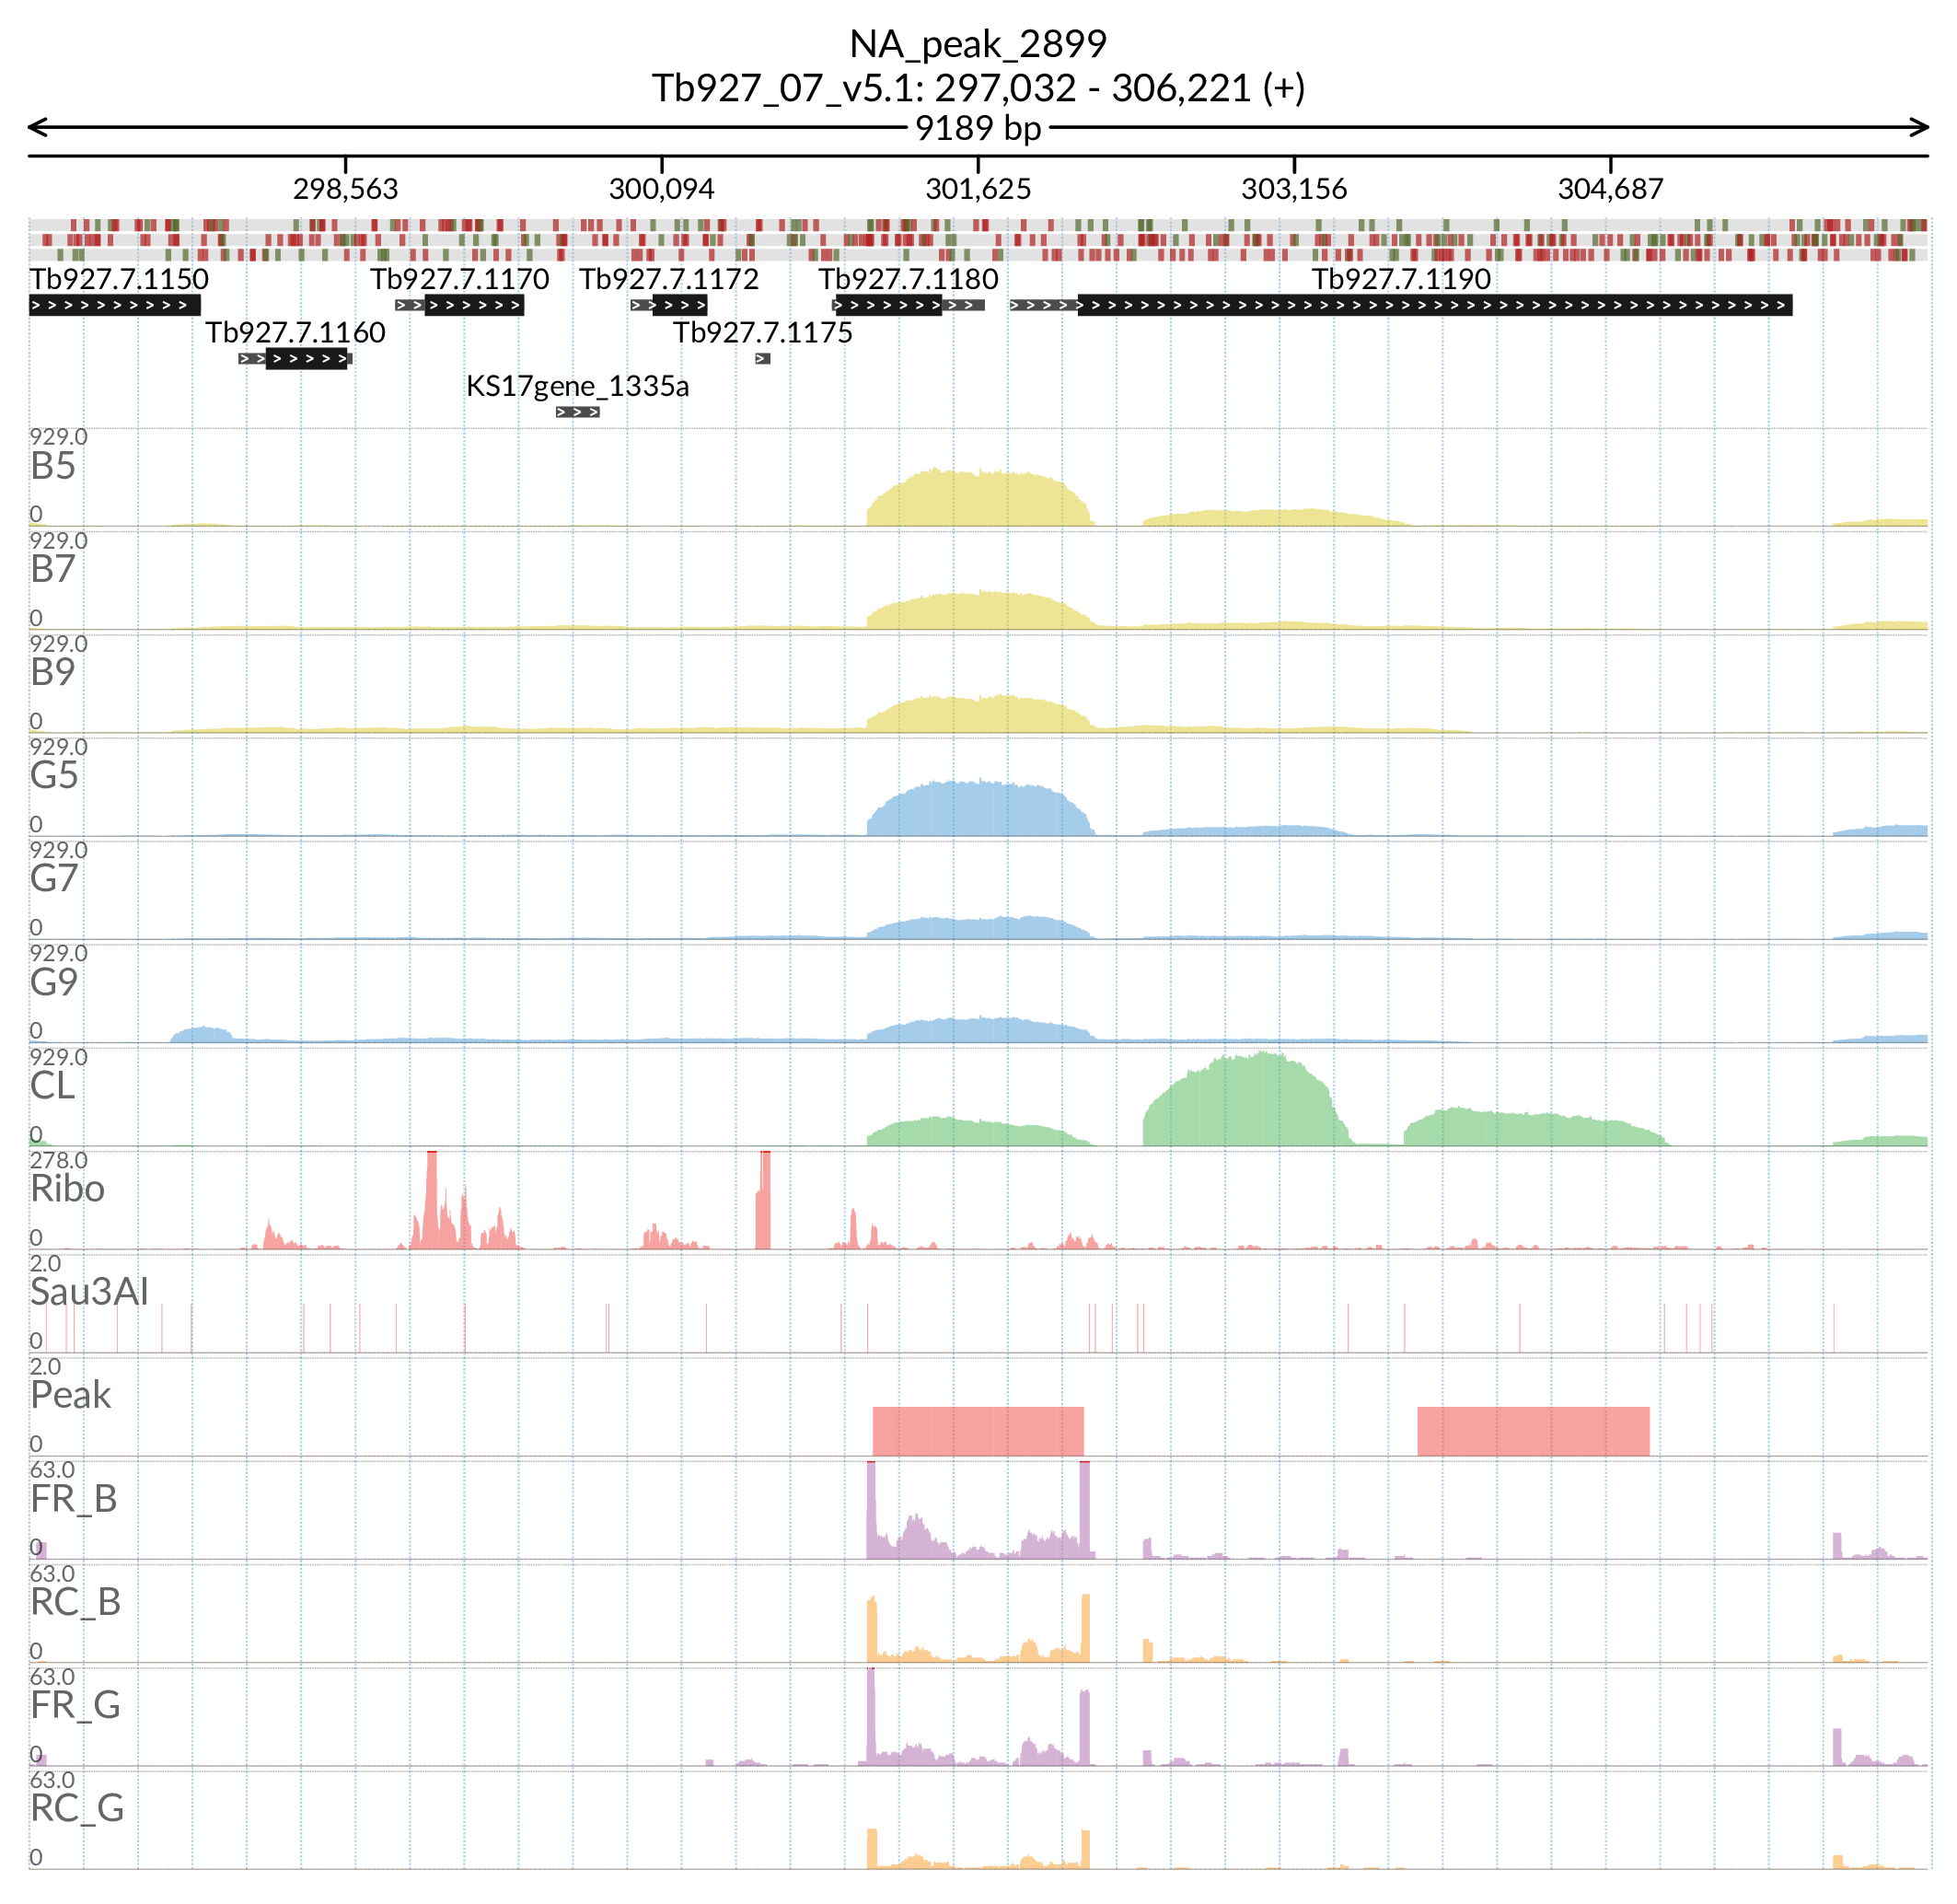 NA_peak_2899
Tb927_07_v5.1: 297,032 - 306,221 (+)
9189 bp
298,563 300,094 301,625 303,156 304,687
Tb927.7.1150 Tb927.7.1170 Tb927.7.1172 Tb927.7.1180 Tb927.7.1190
Tb927.7.1160 Tb927.7.1175
KS17gene_1335a
929.0
B5
0
929.0
B7
0
929.0
B9
0
929.0
G5
0
929.0
G7
0
929.0
G9
0
929.0
CL
0
278.0
Ribo
0
2.0
Sau3AI
0
2.0
Peak
0
63.0
FR_B
0
63.0
RC_B
0
63.0
FR_G
0
63.0
RC_G
0